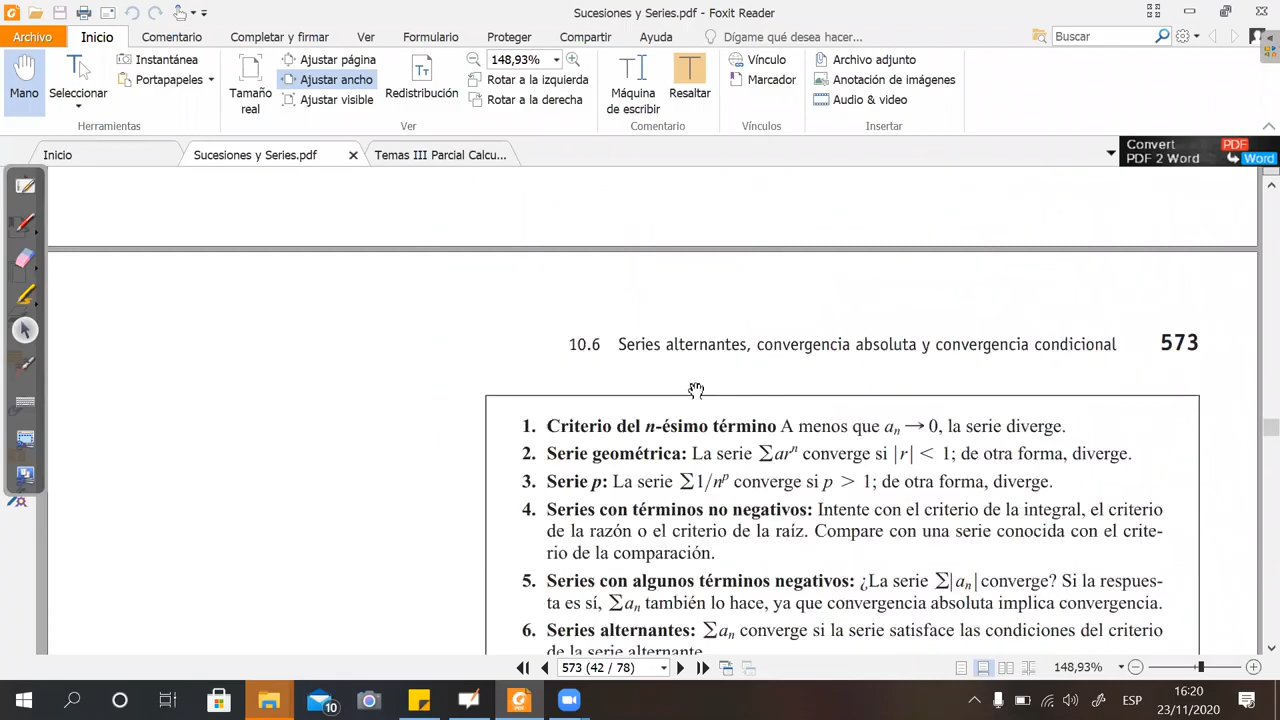 Sucesiones y Series.pdf - Foxit Reader
Archivo Inicio Comentario Completar y firmar Ver Formulario Proteger Compartir Ayuda Dígame qué desea hacer... Buscar
Mano
Seleccionar
Instantánea
Portapapeles
Herramientas
Tamaño
real
Ajustar página
Ajustar ancho
Ajustar visible
Redistribución
148,93%
Rotar a la izquierda
Rotar a la derecha
Ver
Máquina
de escribir
Resaltar
Comentario
Vínculo
Marcador
Vínculos
Archivo adjunto
Anotación de imágenes
Audio & video
Insertar
Inicio Sucesiones y Series.pdf Temas III Parcial Calcu...
Convert PDF
PDF 2 Word Word
10.6 Series alternantes, convergencia absoluta y convergencia condicional 573
1. Criterio del n-ésimo término A menos que aₙ → 0, la serie diverge.
2. Serie geométrica: La serie ∑arⁿ converge si |r| < 1; de otra forma, diverge.
3. Serie p: La serie ∑1/nᵖ converge si p > 1; de otra forma, diverge.
4. Series con términos no negativos: Intente con el criterio de la integral, el criterio
de la razón o el criterio de la raíz. Compare con una serie conocida con el crite-
rio de la comparación.
5. Series con algunos términos negativos: ¿La serie ∑|aₙ| converge? Si la respues-
ta es sí, ∑aₙ también lo hace, ya que convergencia absoluta implica convergencia.
6. Series alternantes: ∑aₙ converge si la serie satisface las condiciones del criterio
de la serie alternante.
573 (42 / 78) 148,93%
10 ESP 16:20
23/11/2020